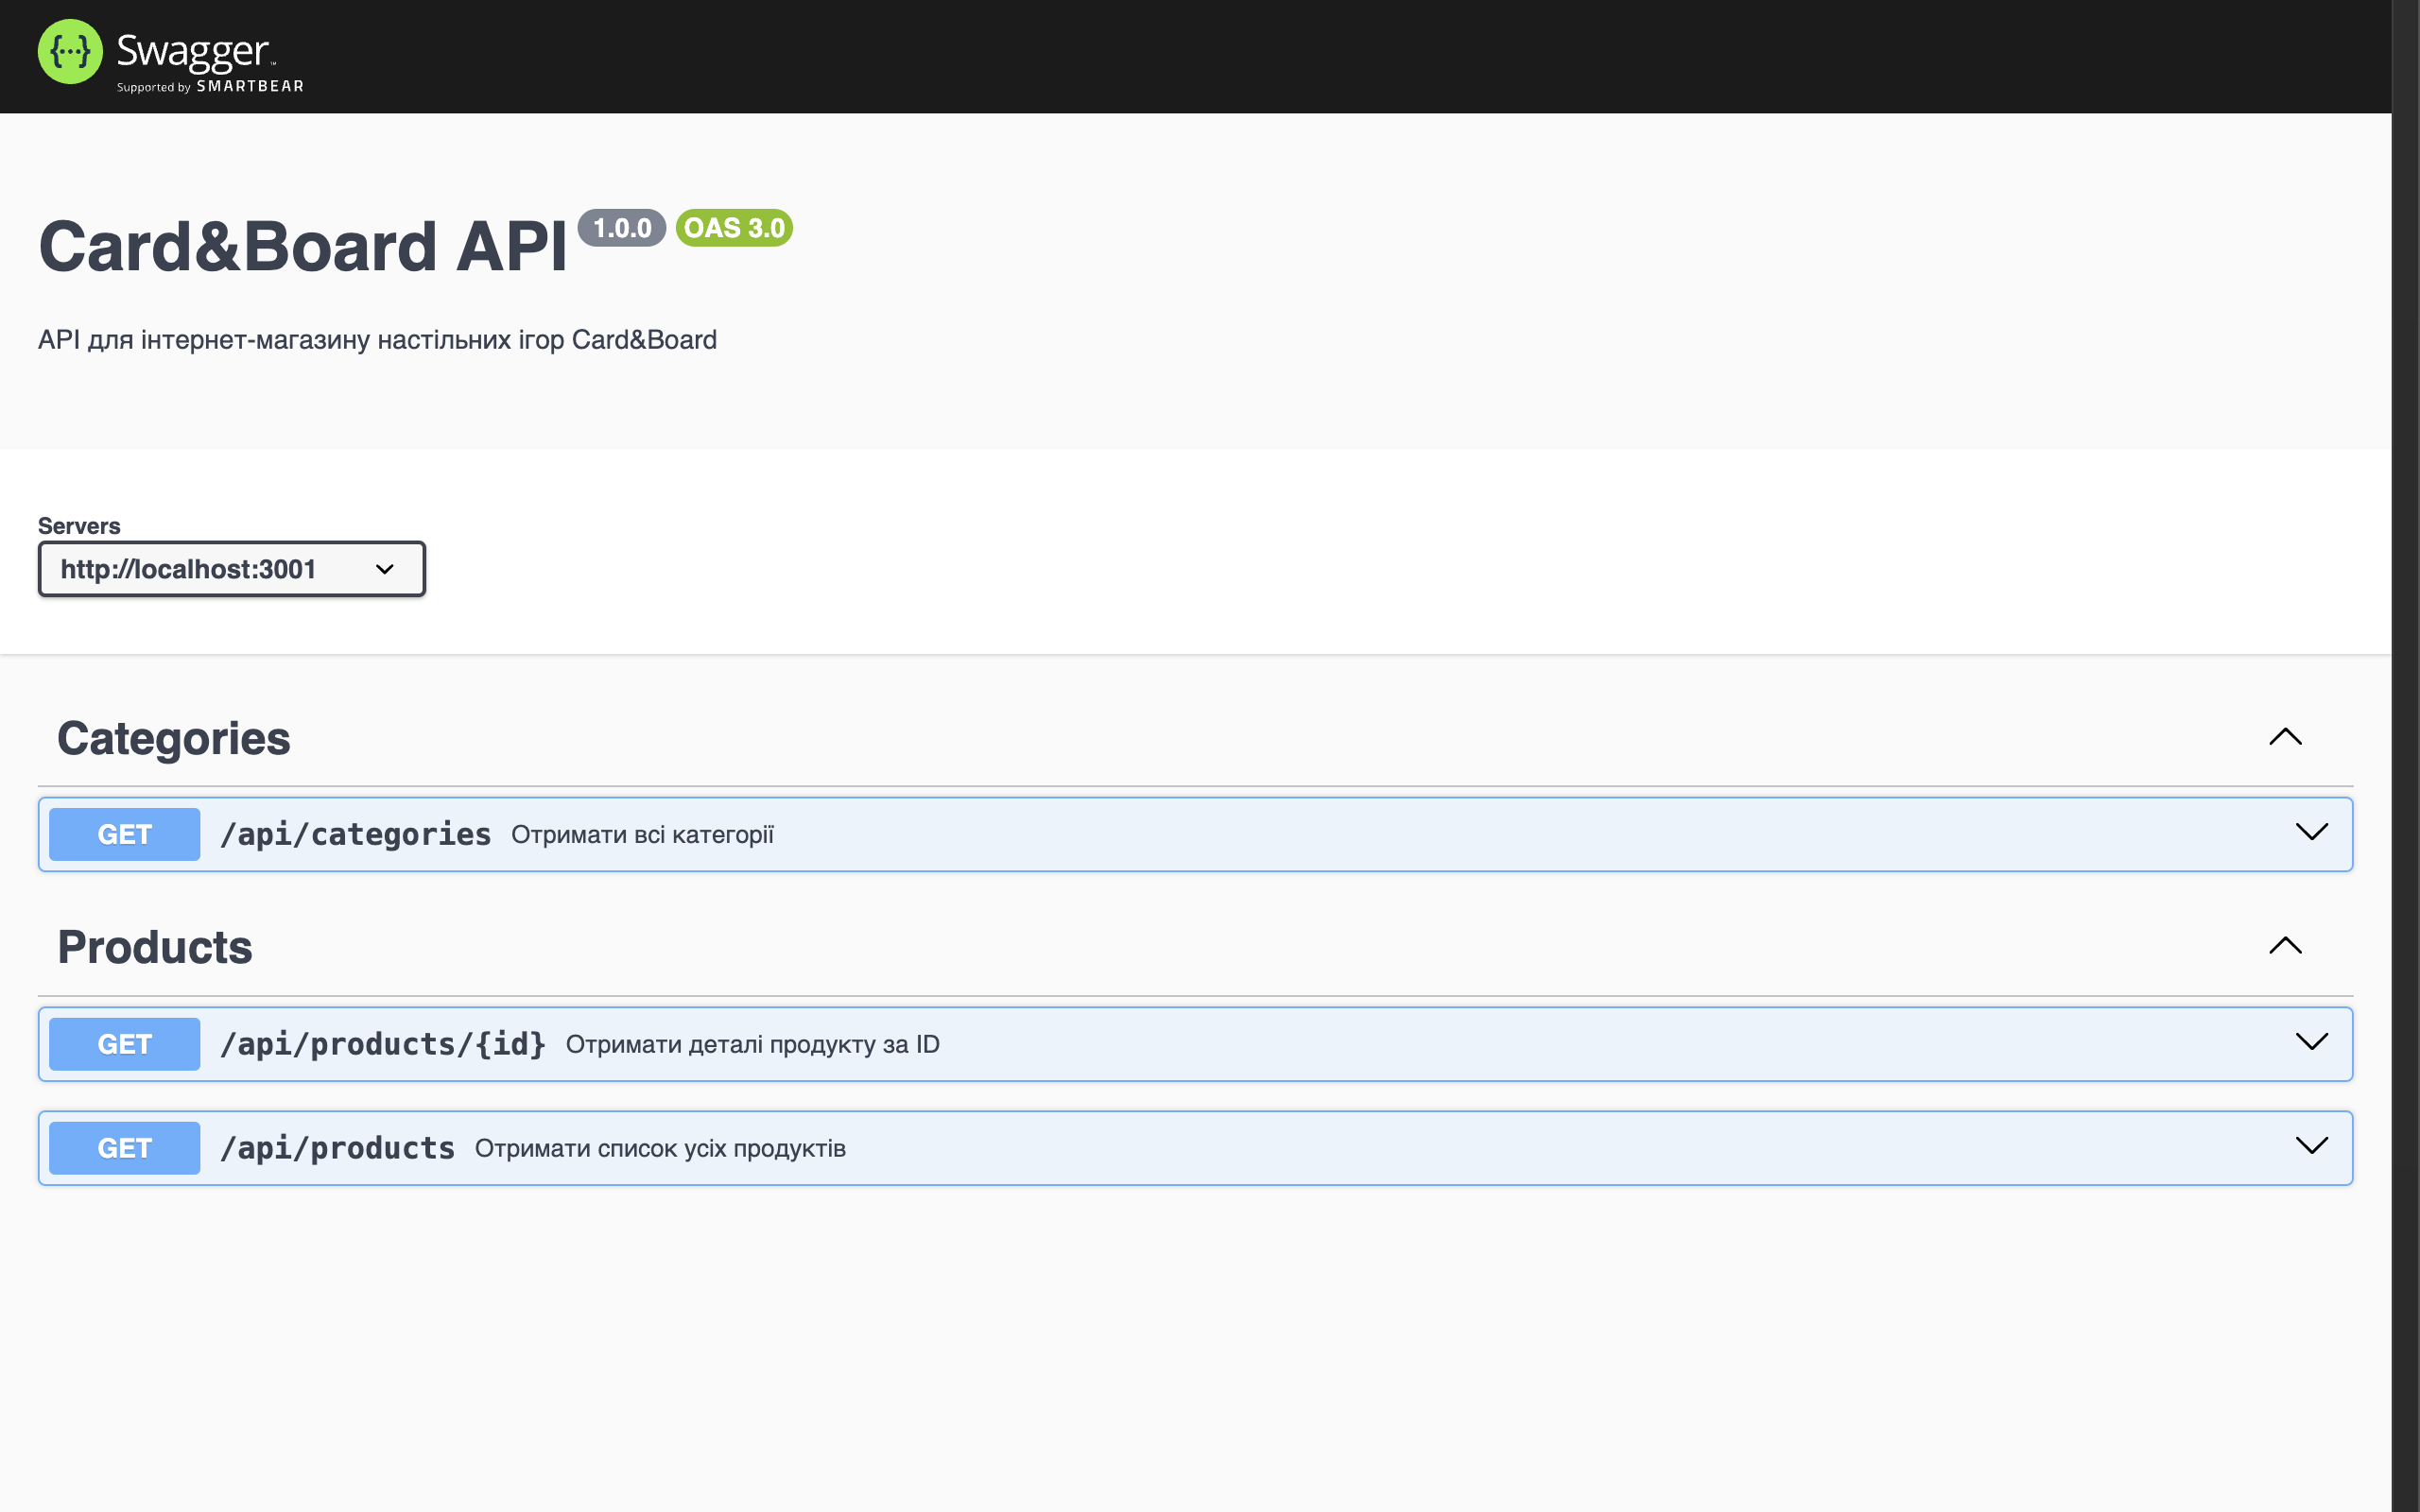 Swagger™
Supported by SMARTBEAR
Card&Board API 1.0.0 OAS 3.0
API для інтернет-магазину настільних ігор Card&Board
Servers
http://localhost:3001
Categories
GET /api/categories Отримати всі категорії
Products
GET /api/products/{id} Отримати деталі продукту за ID
GET /api/products Отримати список усіх продуктів